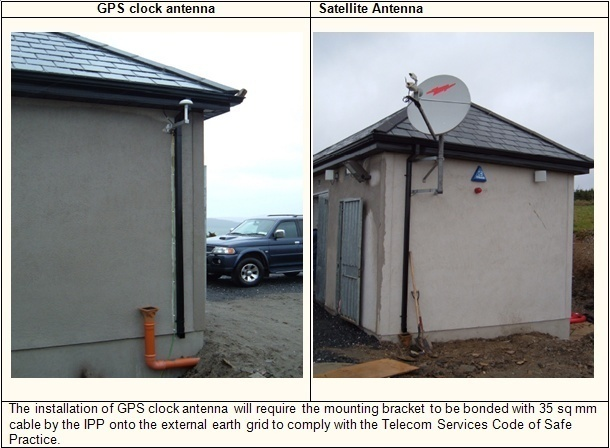 GPS clock antenna
Satellite Antenna
The installation of GPS clock antenna will require the mounting bracket to be bonded with 35 sq mm
cable by the IPP onto the external earth grid to comply with the Telecom Services Code of Safe
Practice.